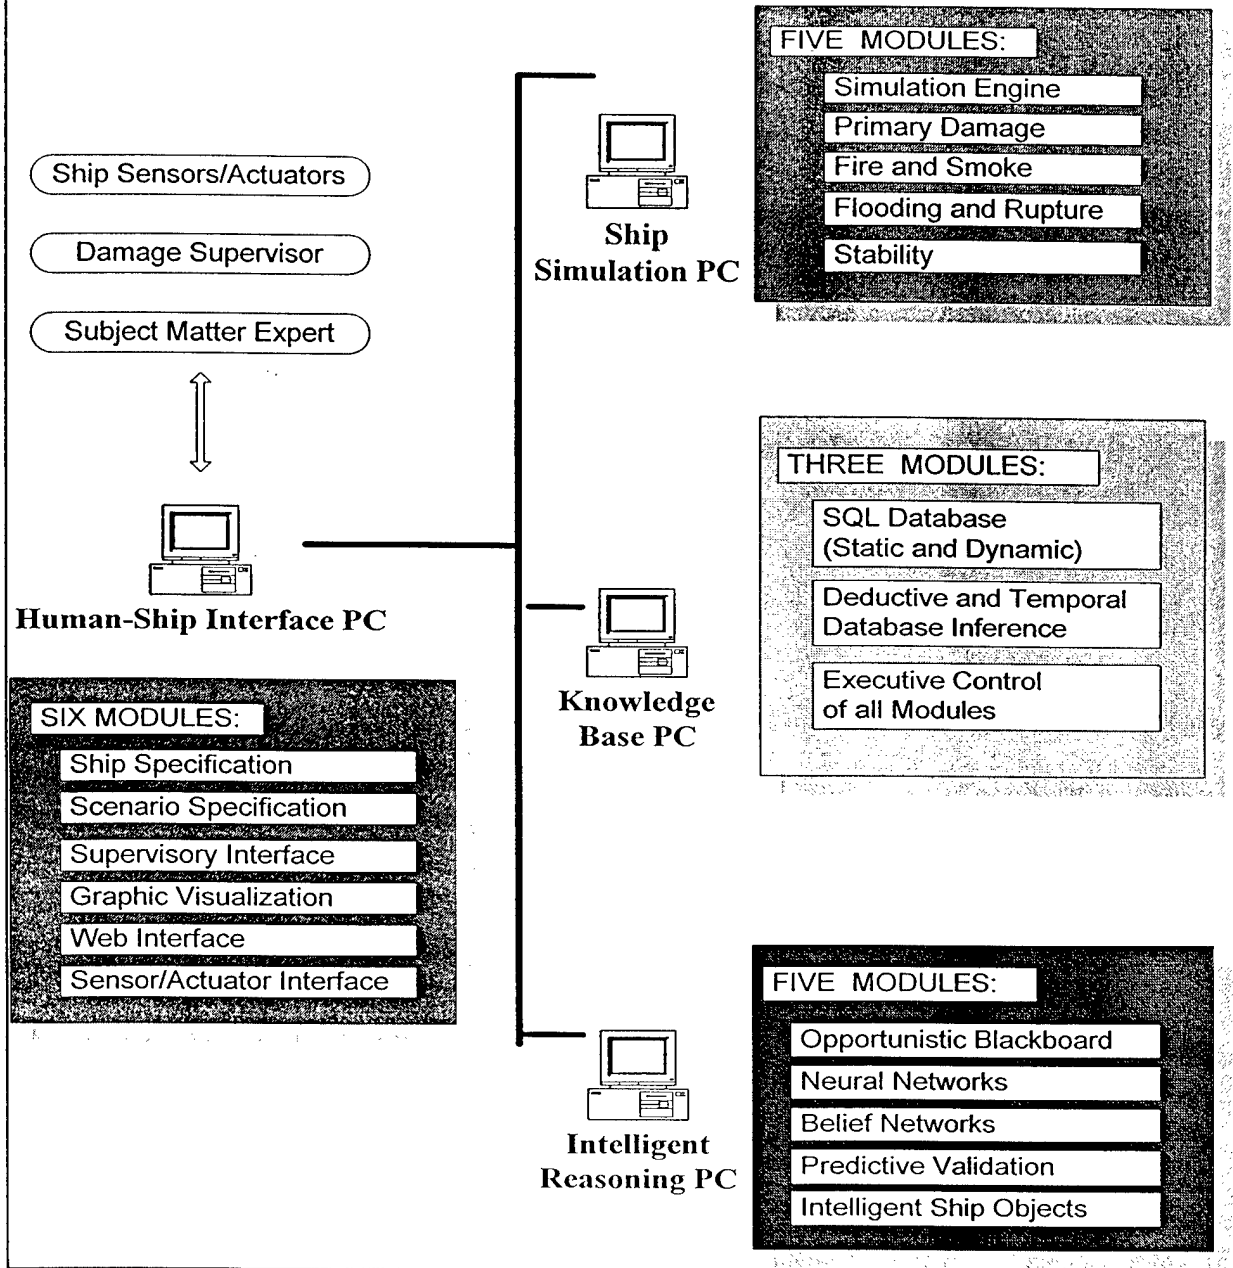 Ship Sensors/Actuators
Damage Supervisor
Subject Matter Expert
Human-Ship Interface PC
SIX MODULES:
Ship Specification
Scenario Specification
Supervisory Interface
Graphic Visualization
Web Interface
Sensor/Actuator Interface
Ship
Simulation PC
FIVE MODULES:
Simulation Engine
Primary Damage
Fire and Smoke
Flooding and Rupture
Stability
Knowledge
Base PC
THREE MODULES:
SQL Database
(Static and Dynamic)
Deductive and Temporal
Database Inference
Executive Control
of all Modules
Intelligent
Reasoning PC
FIVE MODULES:
Opportunistic Blackboard
Neural Networks
Belief Networks
Predictive Validation
Intelligent Ship Objects